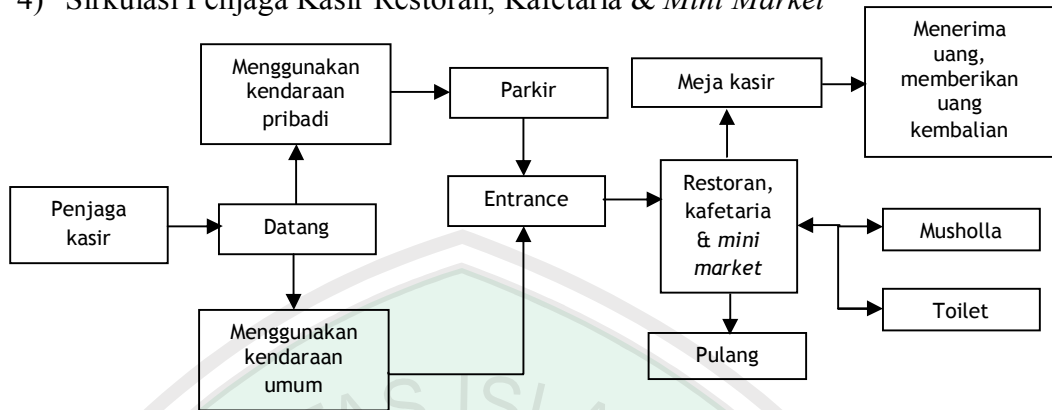 4) Sirkulasi Penjaga Kasir Restoran, Kafetaria & Mini Market
Menggunakan
kendaraan
pribadi
Parkir
Meja kasir
Menerima
uang,
memberikan
uang
kembalian
Penjaga
kasir
Datang
Entrance
Restoran,
kafetaria
& mini
market
Musholla
Toilet
Menggunakan
kendaraan
umum
Pulang